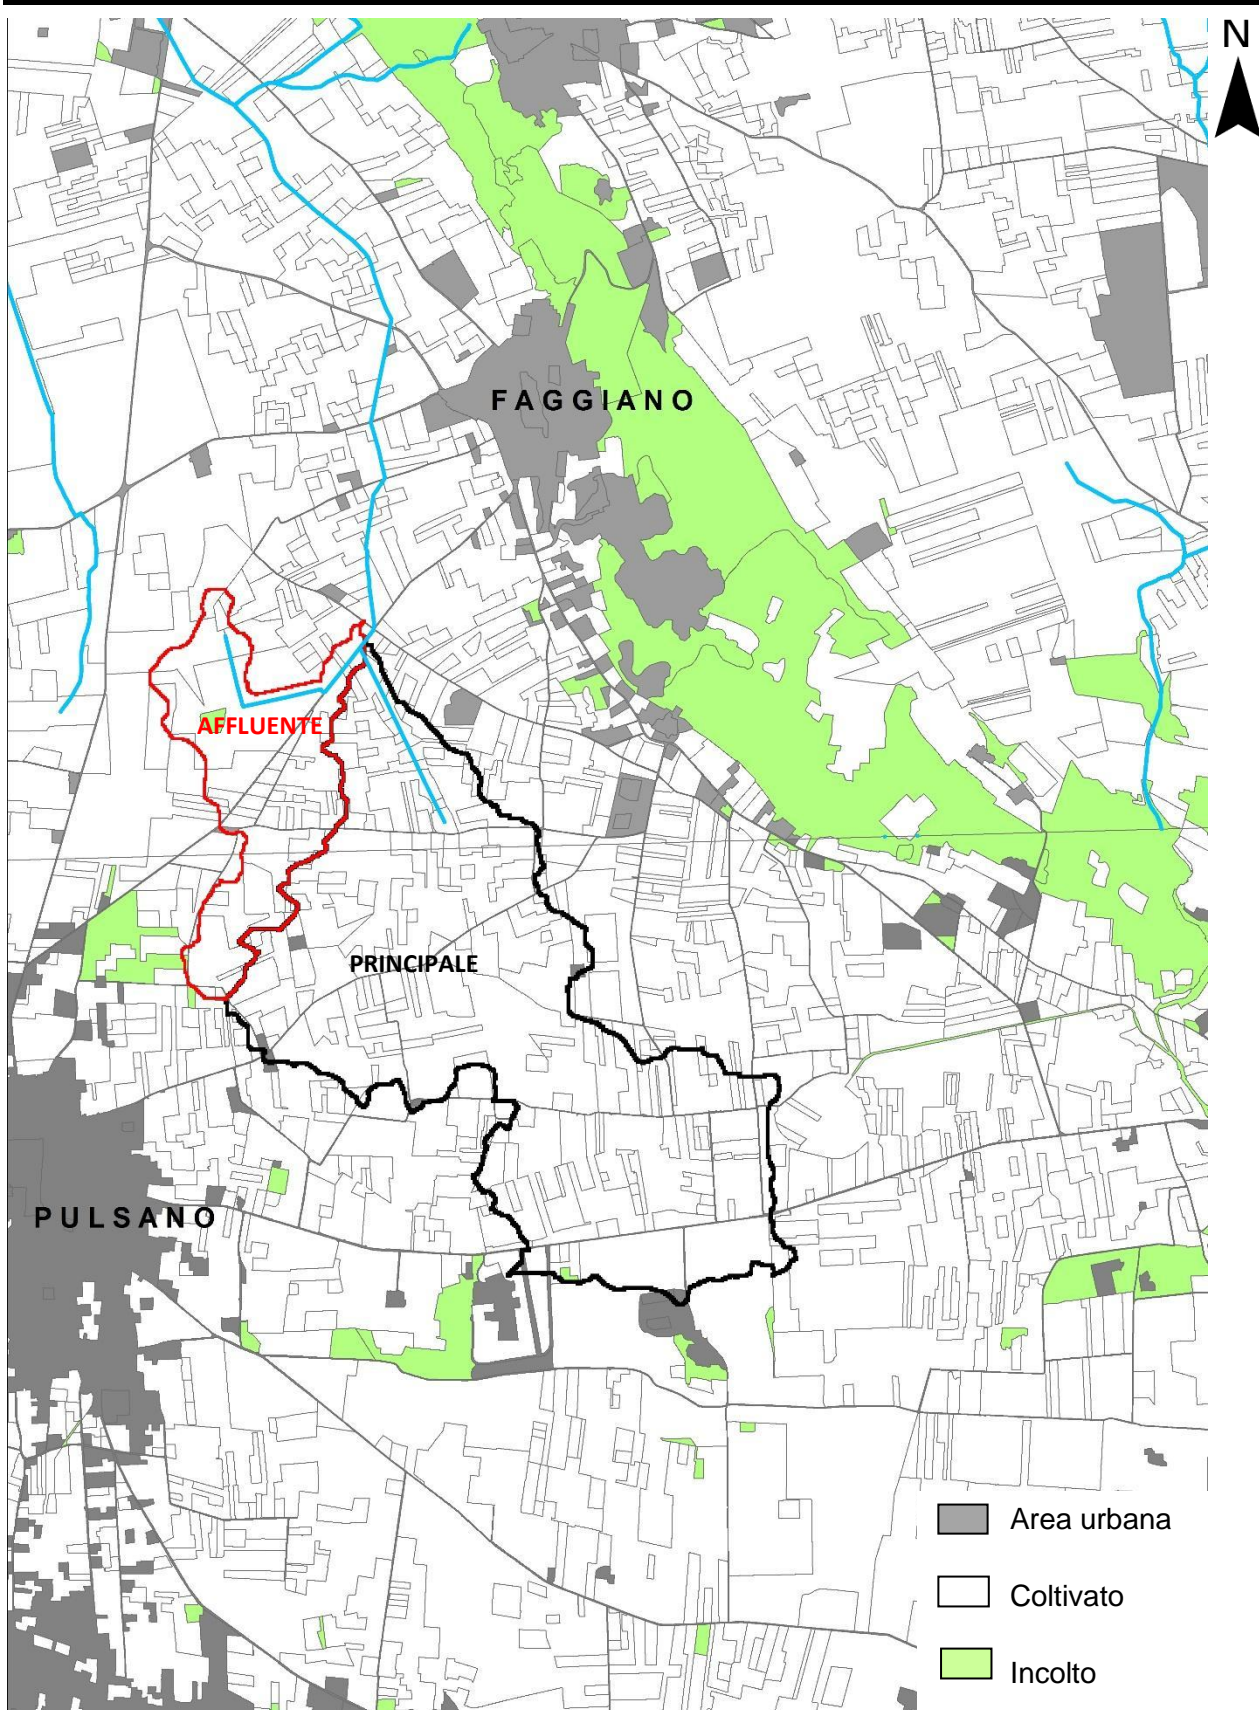 N
FAGGIANO
AFFLUENTE
PRINCIPALE
PULSANO
Area urbana
Coltivato
Incolto